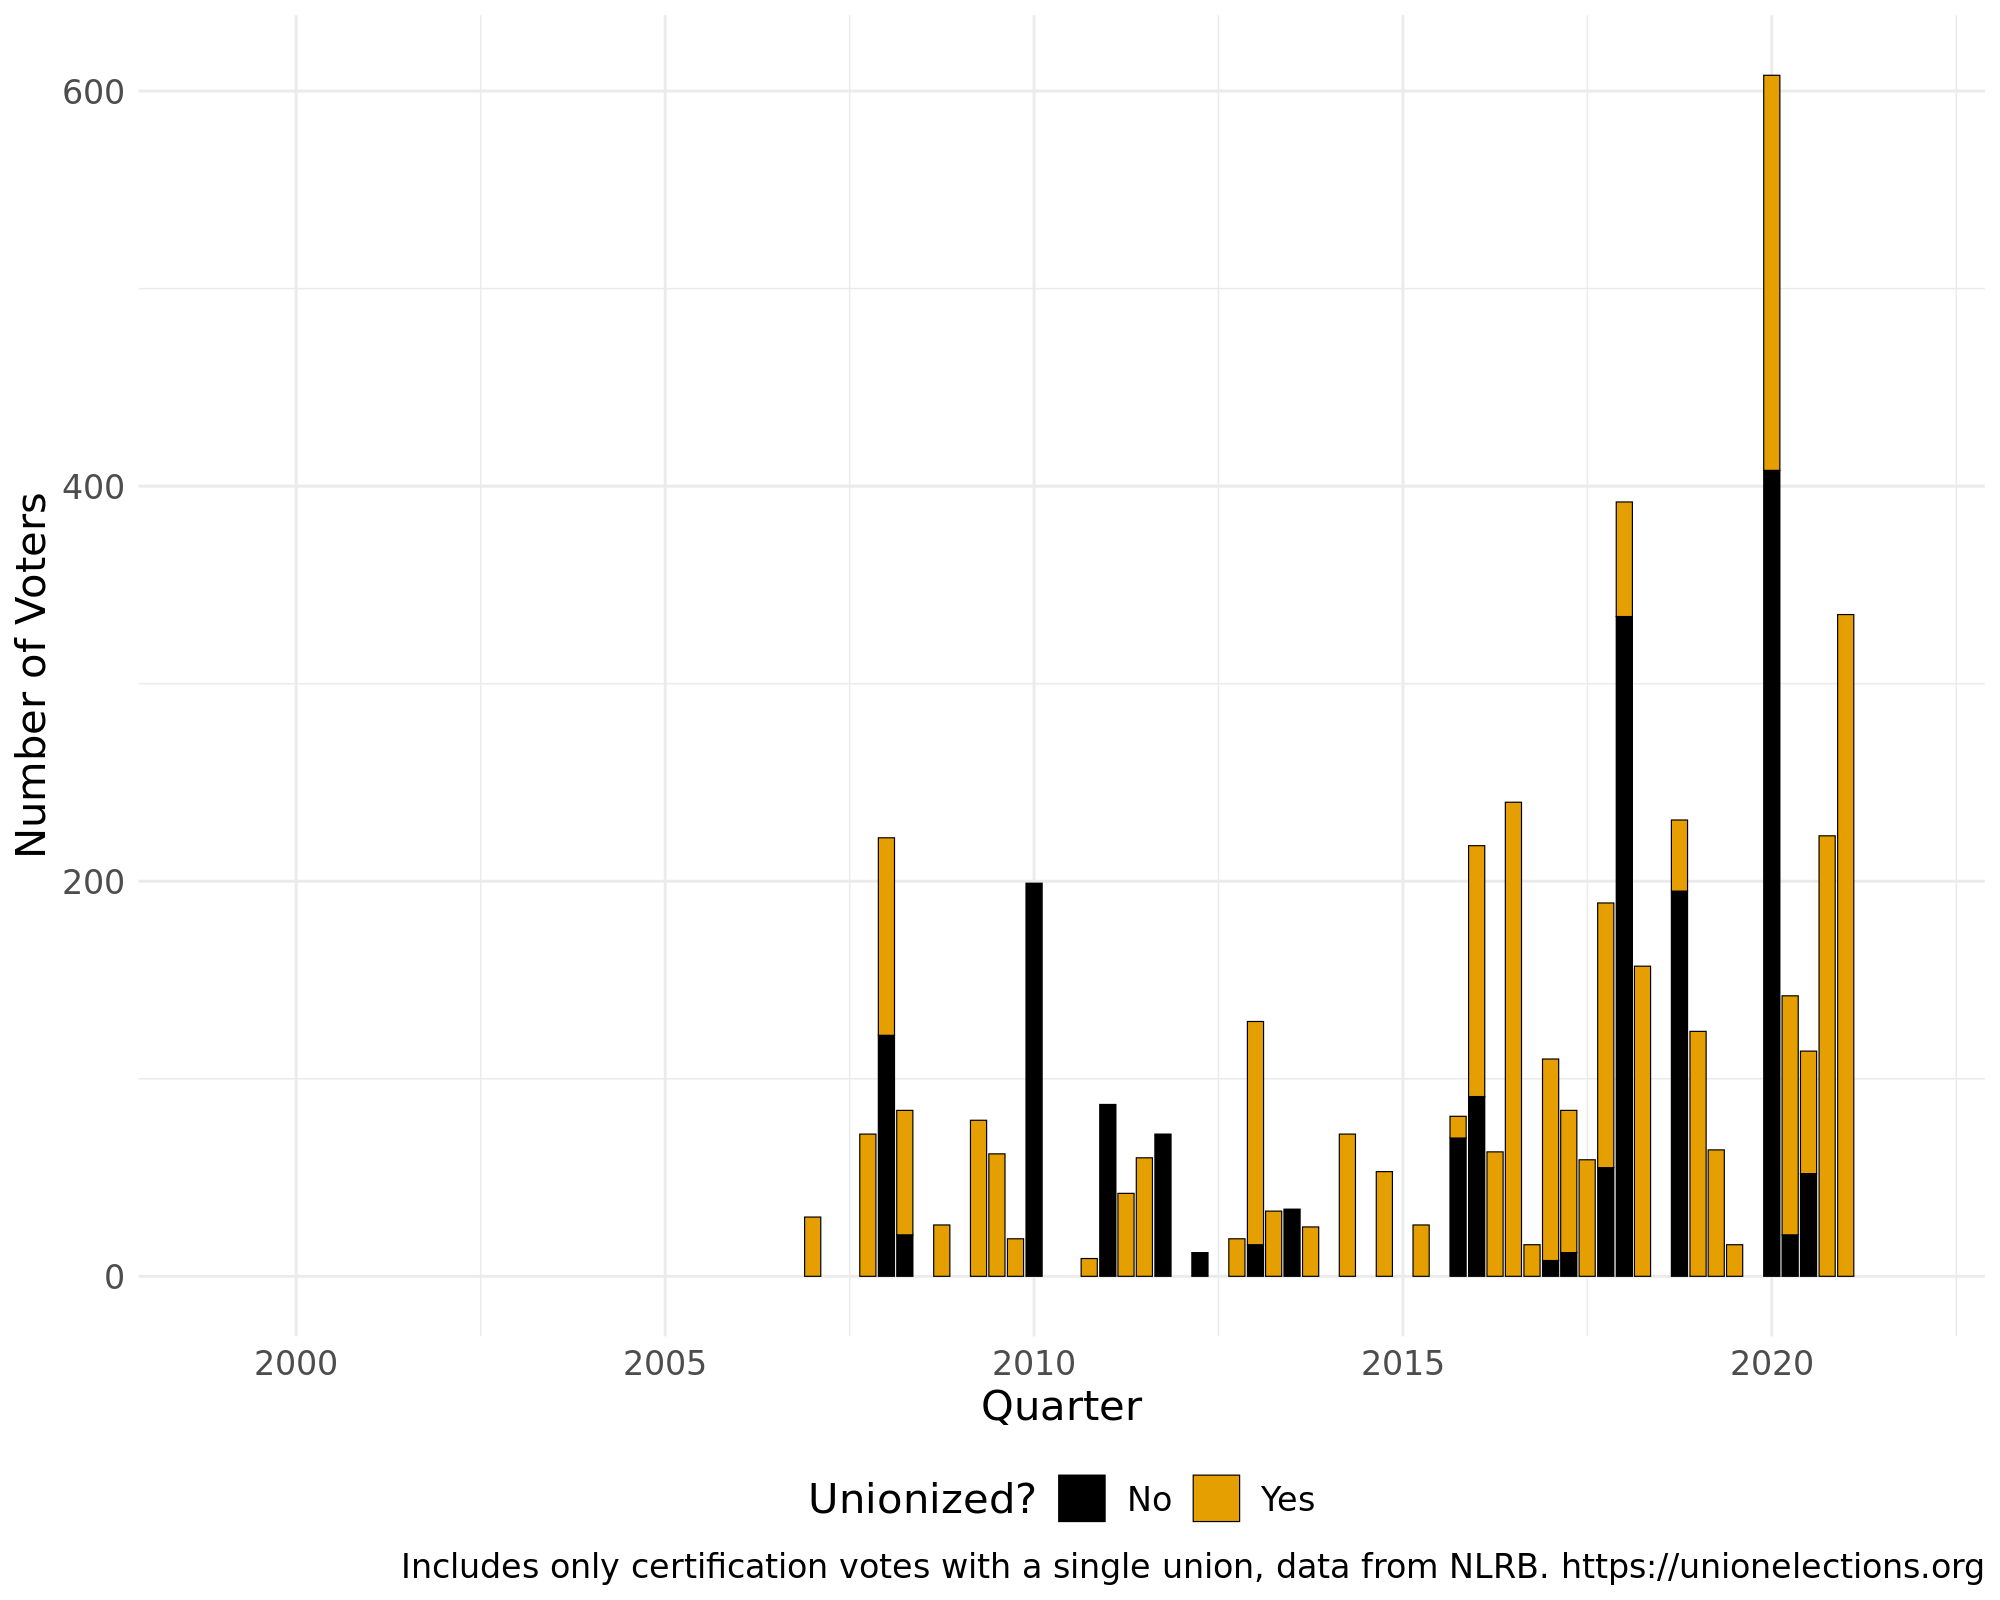 Number of Voters
600
400
200
0
2000 2005 2010 2015 2020
Quarter
Unionized? No Yes
Includes only certification votes with a single union, data from NLRB. https://unionelections.org